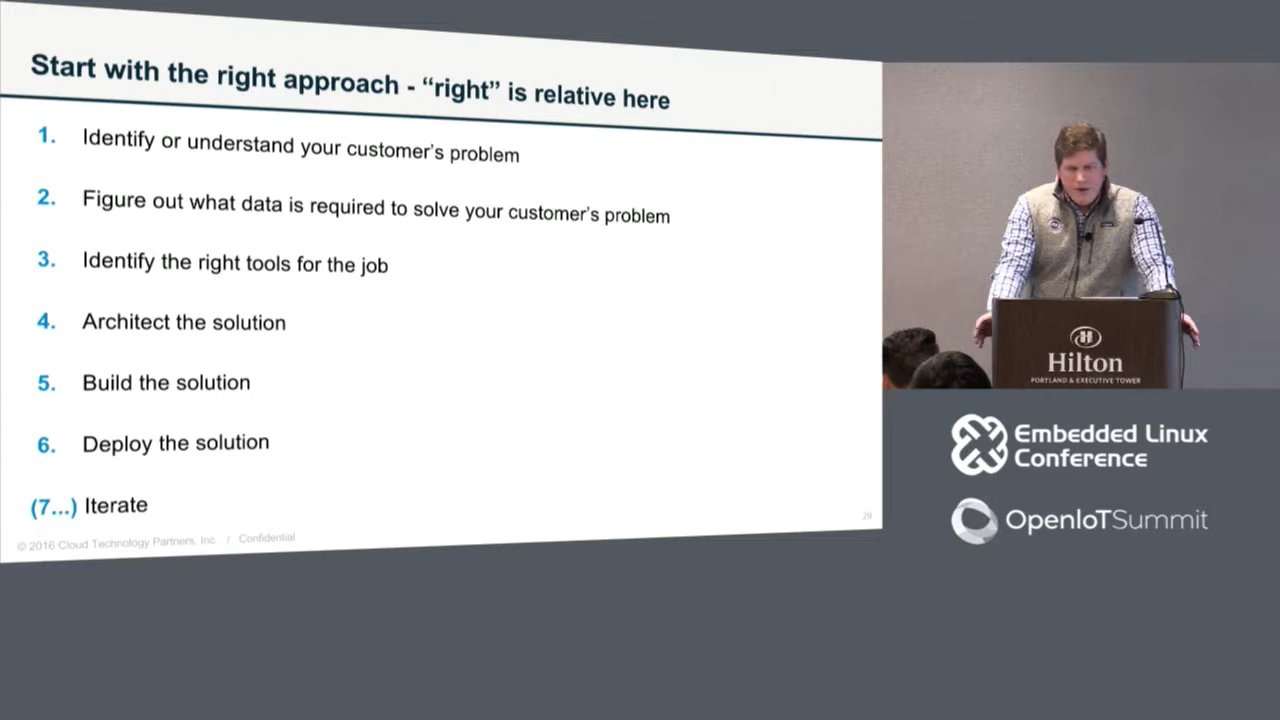 Start with the right approach - “right” is relative here
1. Identify or understand your customer’s problem
2. Figure out what data is required to solve your customer’s problem
3. Identify the right tools for the job
4. Architect the solution
5. Build the solution
6. Deploy the solution
(7...) Iterate
© 2016 Cloud Technology Partners, Inc. / Confidential
29
Hilton
PORTLAND & EXECUTIVE TOWER
Embedded Linux
Conference
OpenIoTSummit